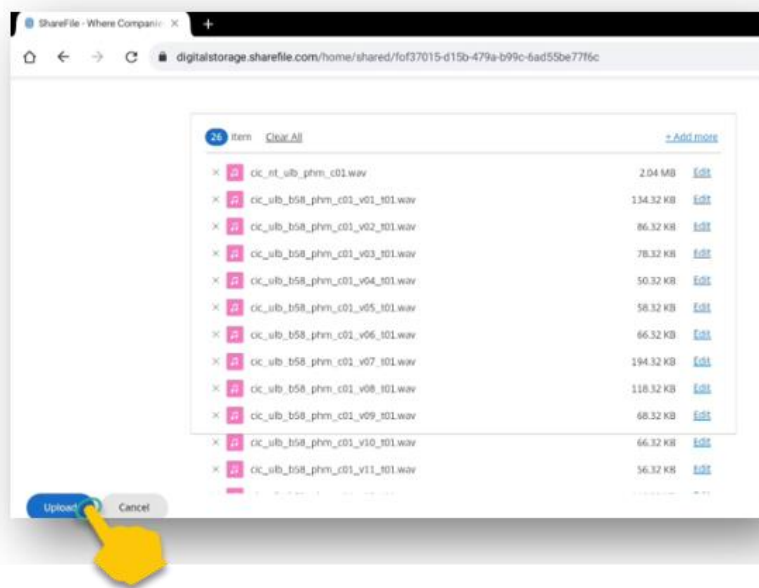 ShareFile - Where Companie
digitalstorage.sharefile.com/home/shared/fof37015-d15b-479a-b99c-6ad55be77f6c
26 item Clear All + Add more
cic_nt_ulb_phm_c01.wav 2.04 MB Edit
cic_ulb_b58_phm_c01_v01_t01.wav 134.32 KB Edit
cic_ulb_b58_phm_c01_v02_t01.wav 86.32 KB Edit
cic_ulb_b58_phm_c01_v03_t01.wav 78.32 KB Edit
cic_ulb_b58_phm_c01_v04_t01.wav 50.32 KB Edit
cic_ulb_b58_phm_c01_v05_t01.wav 58.32 KB Edit
cic_ulb_b58_phm_c01_v06_t01.wav 66.32 KB Edit
cic_ulb_b58_phm_c01_v07_t01.wav 194.32 KB Edit
cic_ulb_b58_phm_c01_v08_t01.wav 118.32 KB Edit
cic_ulb_b58_phm_c01_v09_t01.wav 68.32 KB Edit
cic_ulb_b58_phm_c01_v10_t01.wav 66.32 KB Edit
cic_ulb_b58_phm_c01_v11_t01.wav 56.32 KB Edit
Upload Cancel